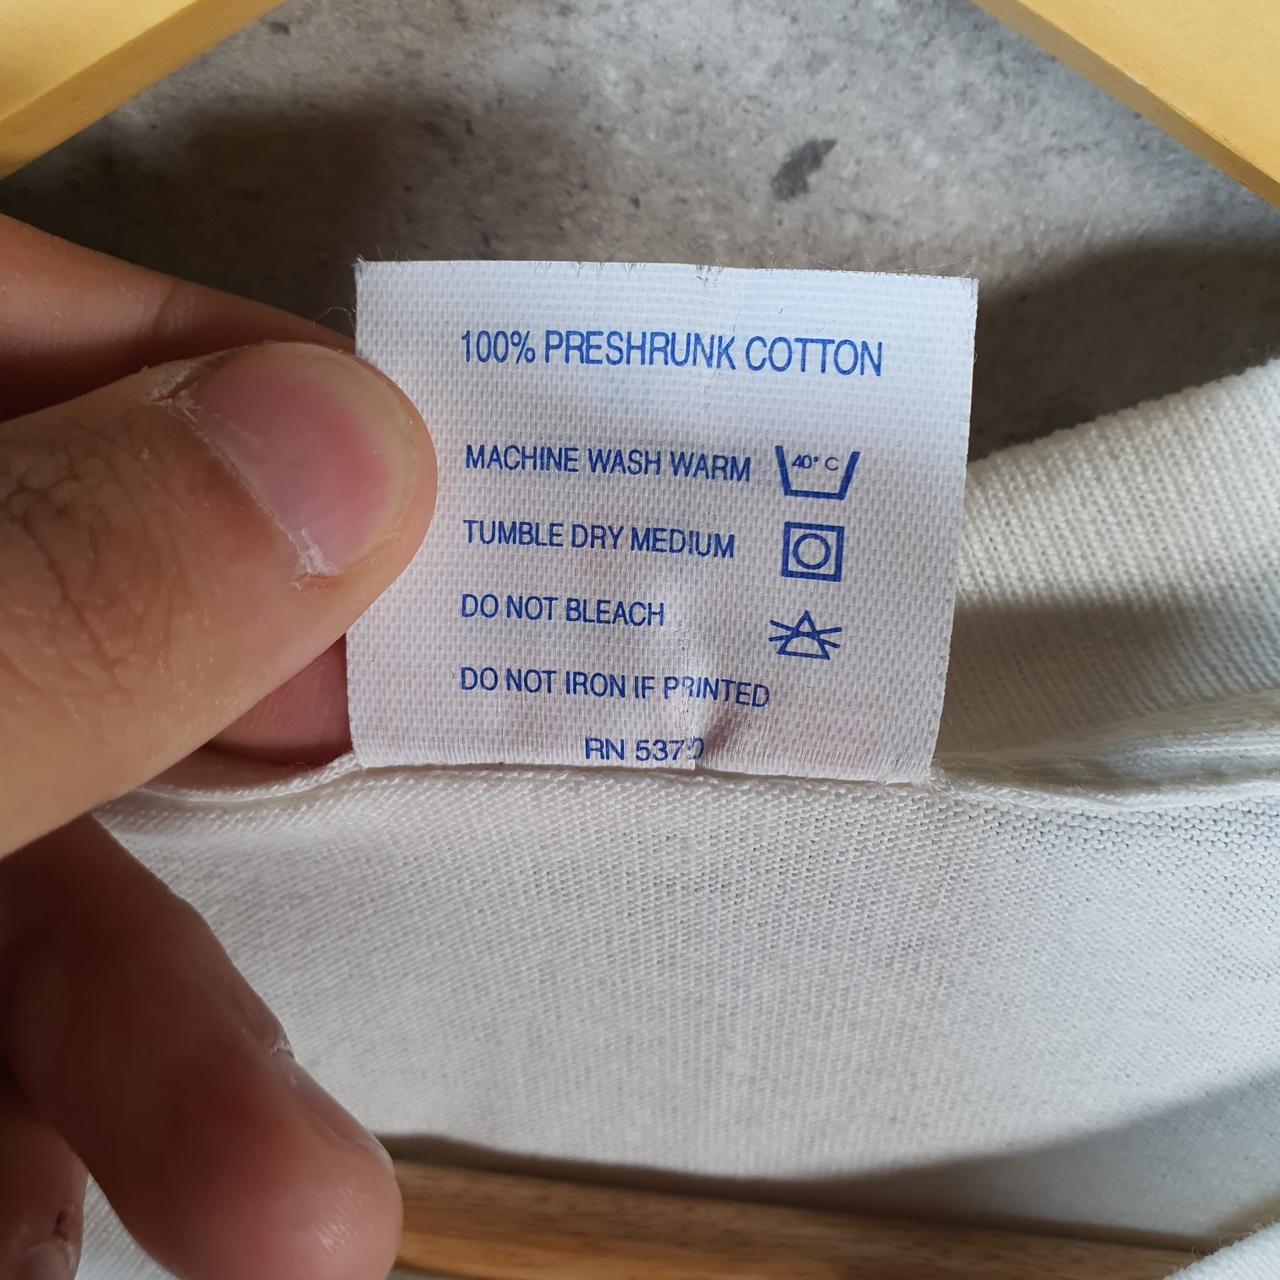 100% PRESHRUNK COTTON
MACHINE WASH WARM 40° C
TUMBLE DRY MEDIUM
DO NOT BLEACH
DO NOT IRON IF PRINTED
RN 5370